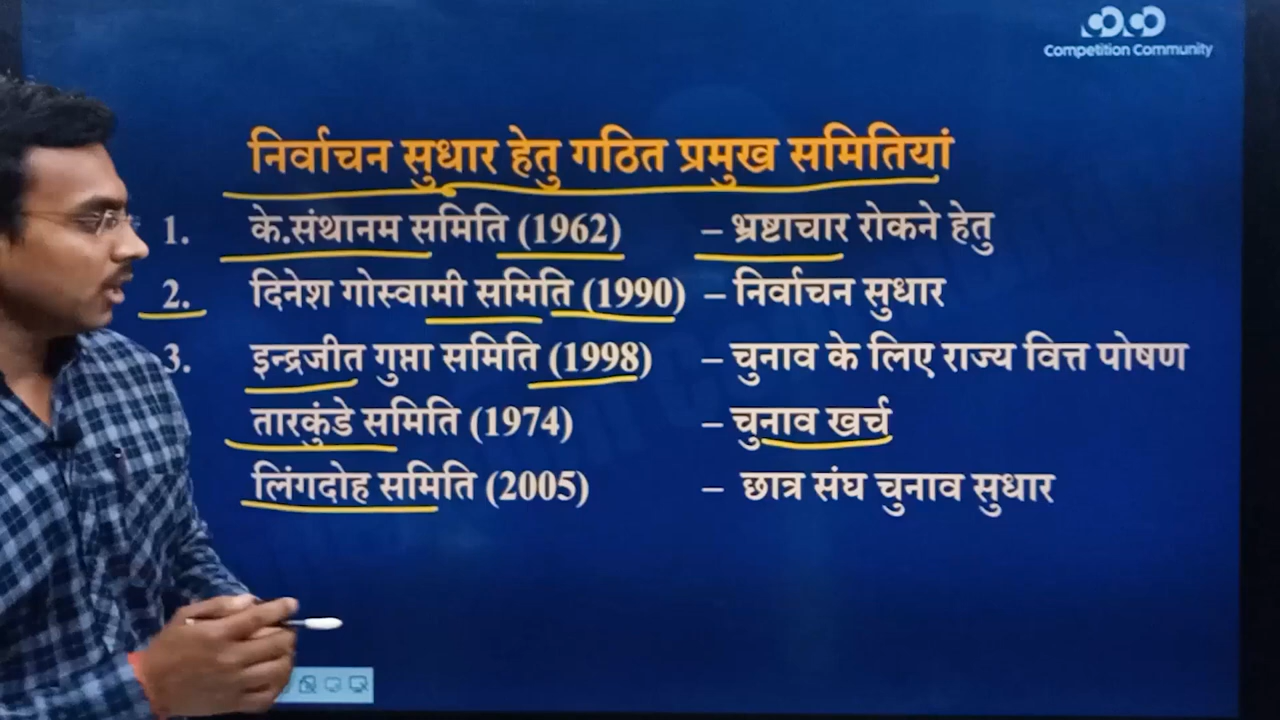 Competition Community
निर्वाचन सुधार हेतु गठित प्रमुख समितियां
1. के.संथानम समिति (1962) – भ्रष्टाचार रोकने हेतु
2. दिनेश गोस्वामी समिति (1990) – निर्वाचन सुधार
3. इन्द्रजीत गुप्ता समिति (1998) – चुनाव के लिए राज्य वित्त पोषण
तारकुंडे समिति (1974) – चुनाव खर्च
लिंगदोह समिति (2005) – छात्र संघ चुनाव सुधार